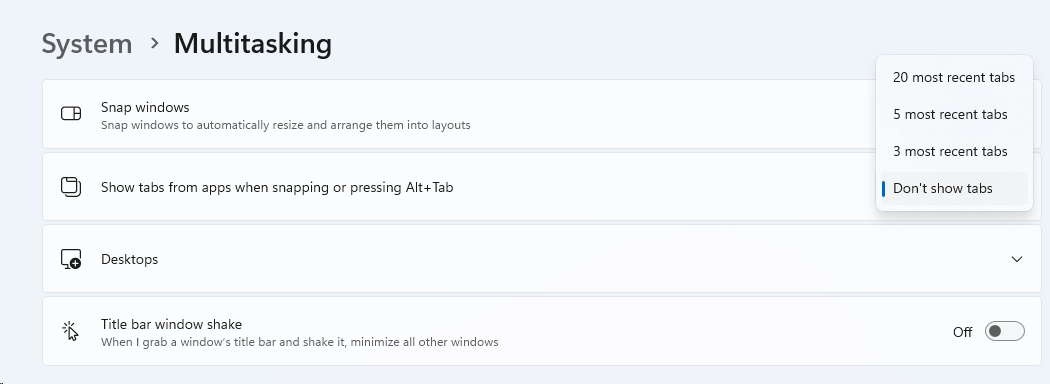 System > Multitasking
Snap windows
Snap windows to automatically resize and arrange them into layouts
Show tabs from apps when snapping or pressing Alt+Tab
20 most recent tabs
5 most recent tabs
3 most recent tabs
Don't show tabs
Desktops
Title bar window shake
When I grab a window's title bar and shake it, minimize all other windows
Off